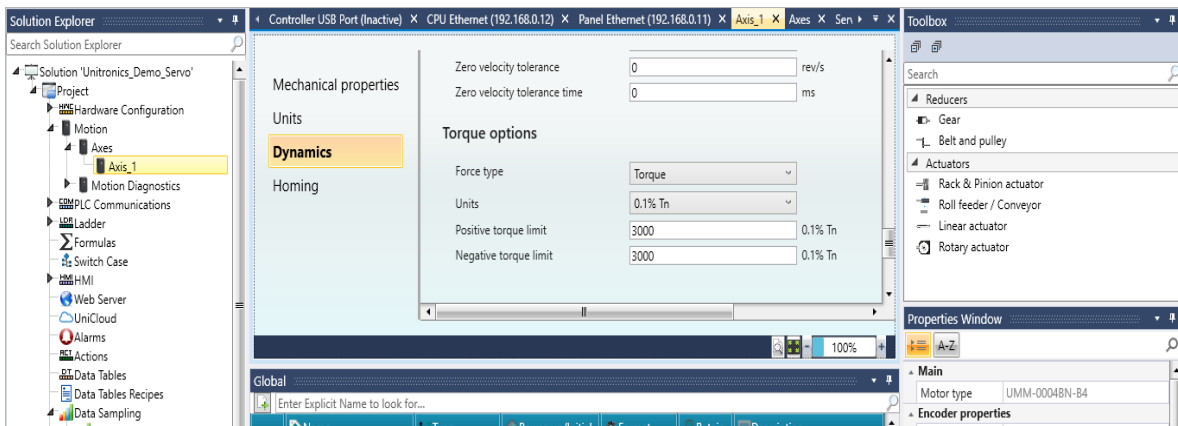 Solution Explorer
Search Solution Explorer
Solution 'Unitronics_Demo_Servo'
Project
Hardware Configuration
Motion
Axes
Axis_1
Motion Diagnostics
PLC Communications
Ladder
Formulas
Switch Case
HMI
Web Server
UniCloud
Alarms
Actions
Data Tables
Data Tables Recipes
Data Sampling
Controller USB Port (Inactive) CPU Ethernet (192.168.0.12) Panel Ethernet (192.168.0.11) Axis_1 Axes Sen
Mechanical properties
Units
Dynamics
Homing
Zero velocity tolerance 0 rev/s
Zero velocity tolerance time 0 ms
Torque options
Force type Torque
Units 0.1% Tn
Positive torque limit 3000 0.1% Tn
Negative torque limit 3000 0.1% Tn
100%
Global
Enter Explicit Name to look for...
Toolbox
Search
Reducers
Gear
Belt and pulley
Actuators
Rack & Pinion actuator
Roll feeder / Conveyor
Linear actuator
Rotary actuator
Properties Window
A-Z
Main
Motor type UMM-0004BN-B4
Encoder properties